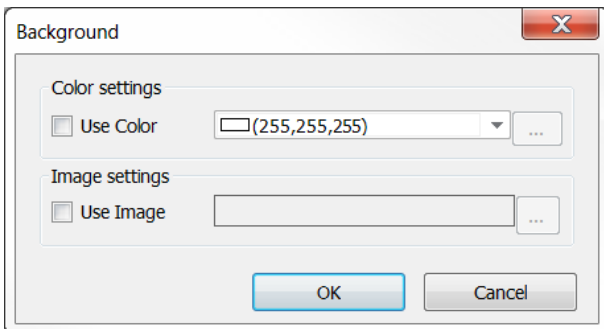 Background
Color settings
Use Color (255,255,255) ...
Image settings
Use Image ...
OK Cancel